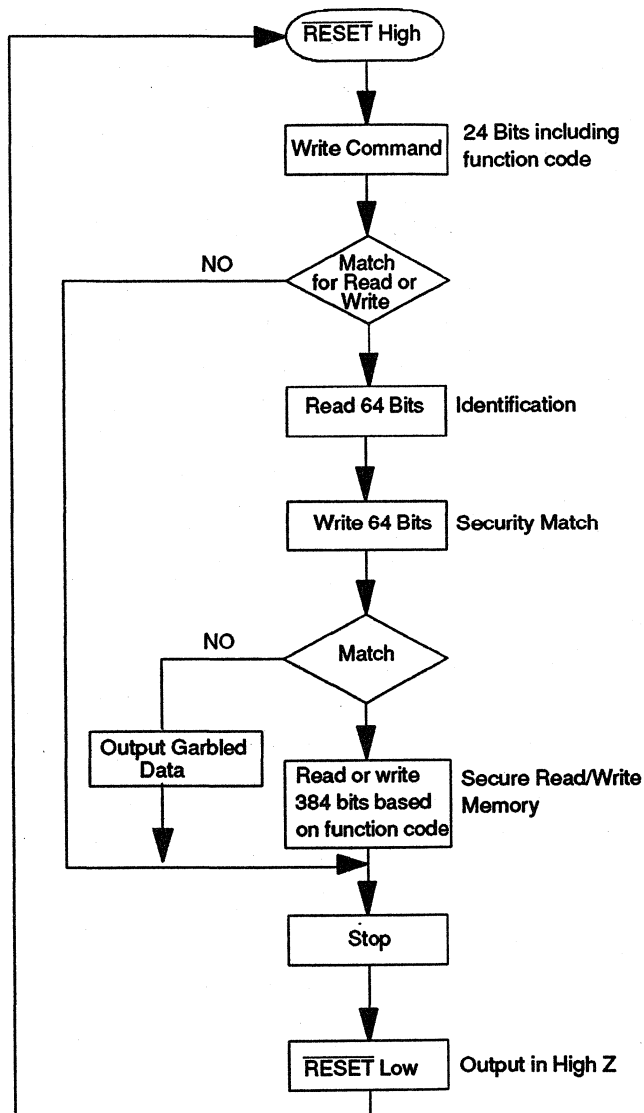 RESET High
Write Command
24 Bits including
function code
NO
Match
for Read or
Write
Read 64 Bits
Identification
Write 64 Bits
Security Match
NO
Match
Output Garbled
Data
Read or write
384 bits based
on function code
Secure Read/Write
Memory
Stop
RESET Low
Output in High Z